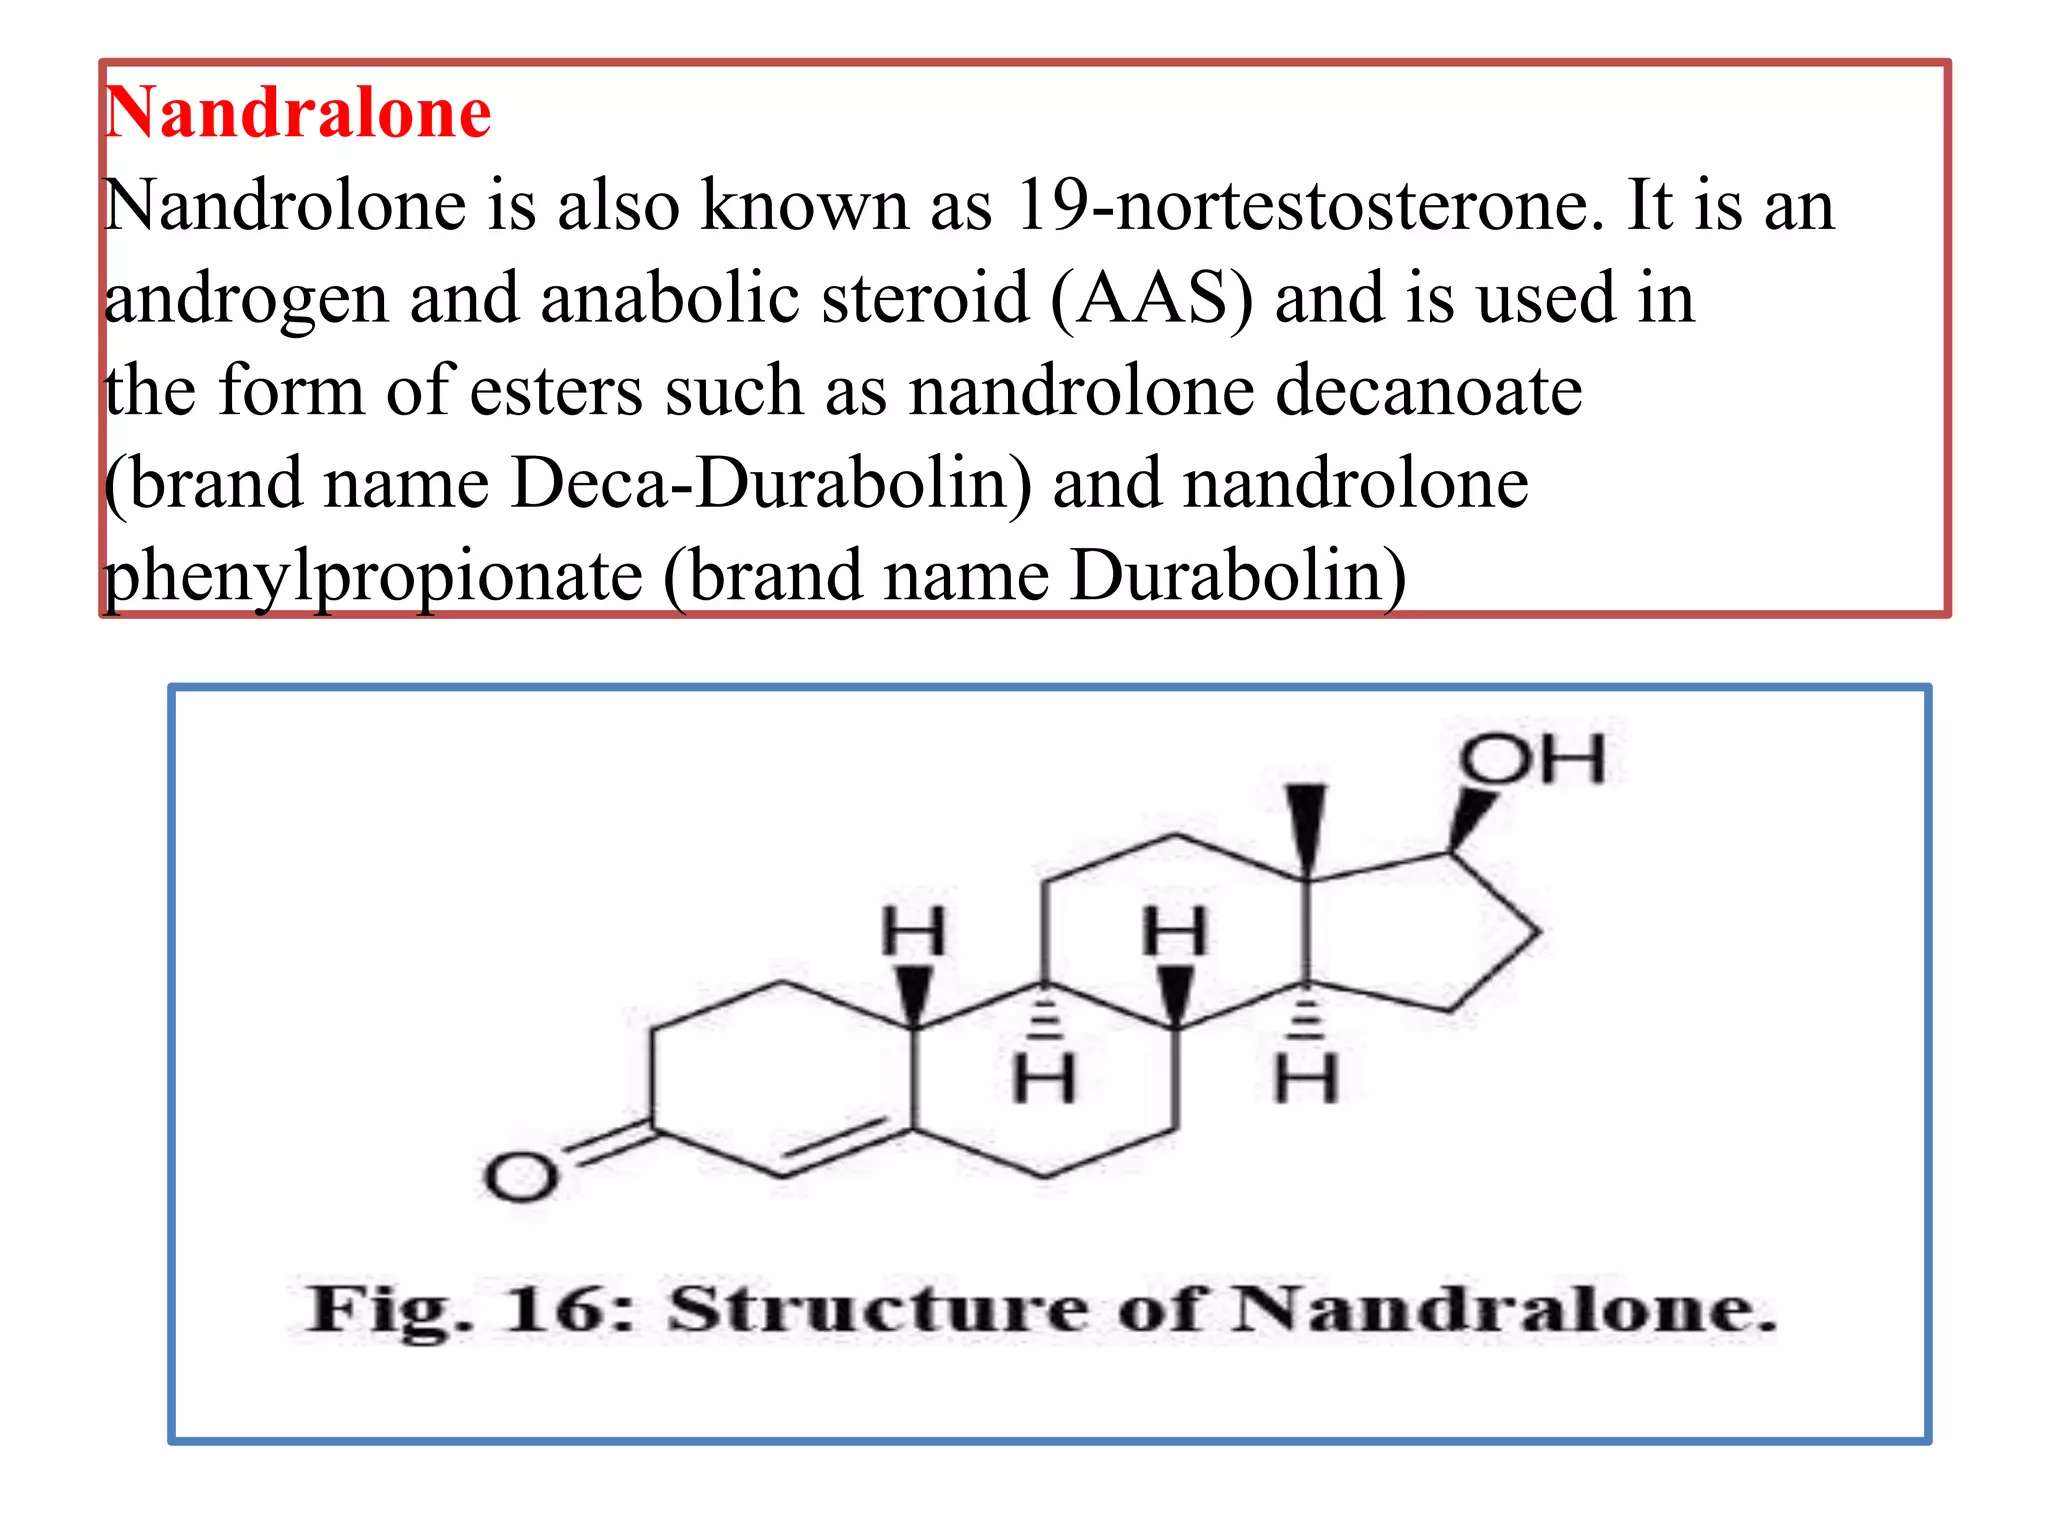 Nandralone
Nandrolone is also known as 19-nortestosterone. It is an
androgen and anabolic steroid (AAS) and is used in
the form of esters such as nandrolone decanoate
(brand name Deca-Durabolin) and nandrolone
phenylpropionate (brand name Durabolin)
OH
H H
H H
O
Fig. 16: Structure of Nandralone.